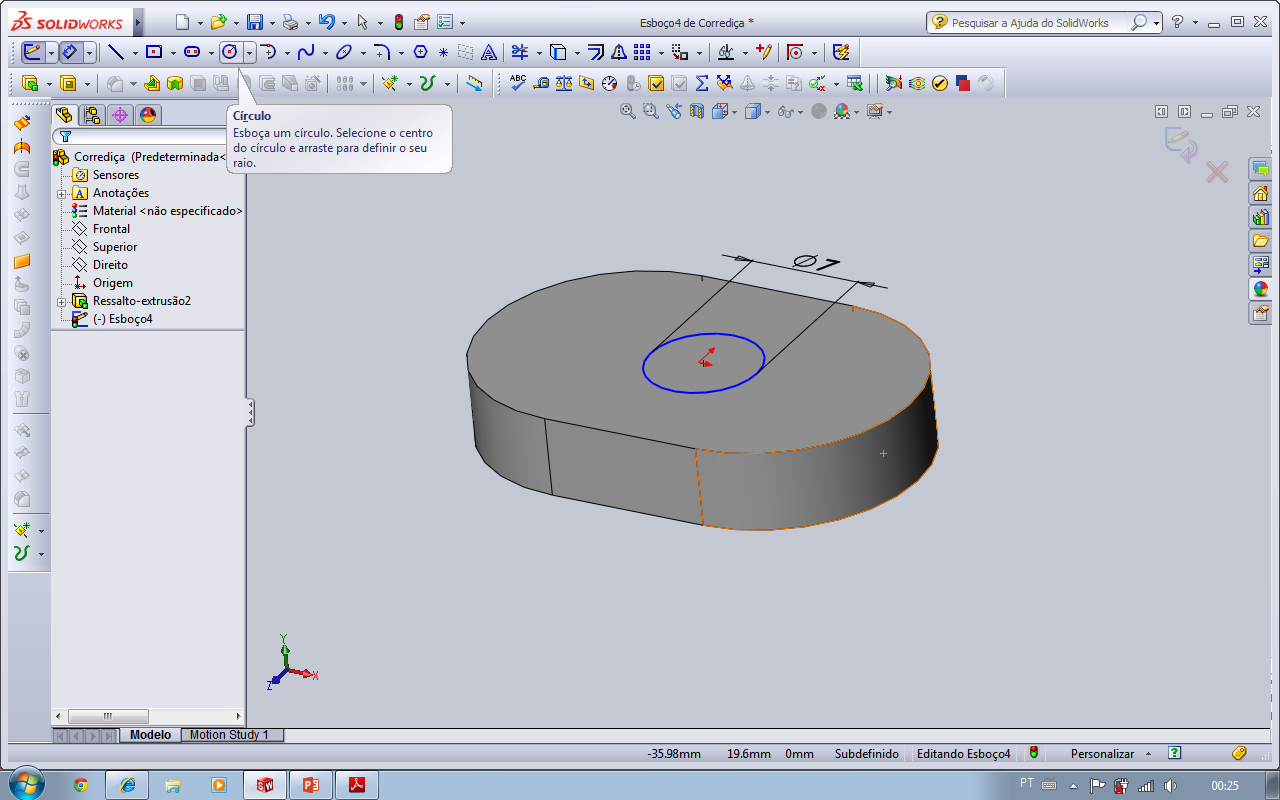 SOLIDWORKS
Esboço4 de Corrediça *
Pesquisar a Ajuda do SolidWorks
ABC
Círculo
Esboça um círculo. Selecione o centro
do círculo e arraste para definir o seu
raio.
Corrediça (Predeterminada<
Sensores
A
Anotações
Material <não especificado>
Frontal
Superior
Direito
Origem
Ressalto-extrusão2
(-) Esboço4
∅7
Y
X
Z
Modelo
Motion Study 1
-35.98mm
19.6mm
0mm
Subdefinido
Editando Esboço4
Personalizar
PT
00:25